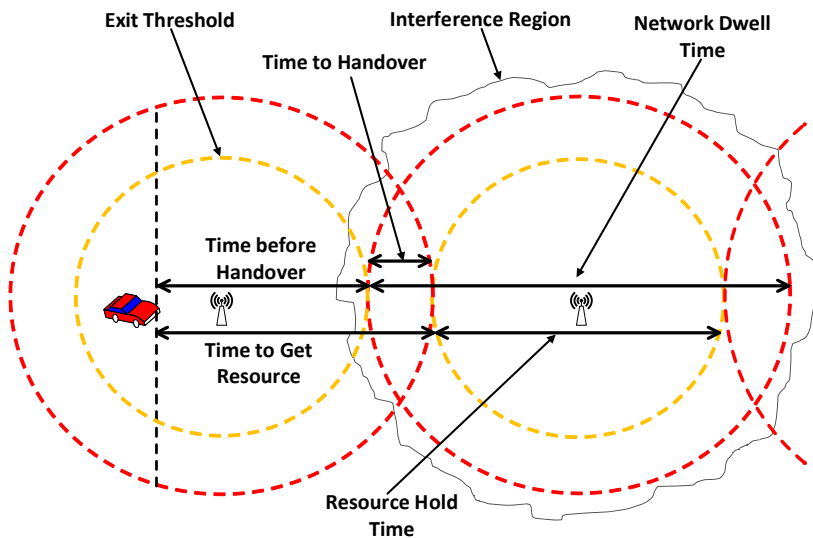 Exit Threshold
Interference Region
Network Dwell
Time
Time to Handover
Time before
Handover
Time to Get
Resource
Resource Hold
Time